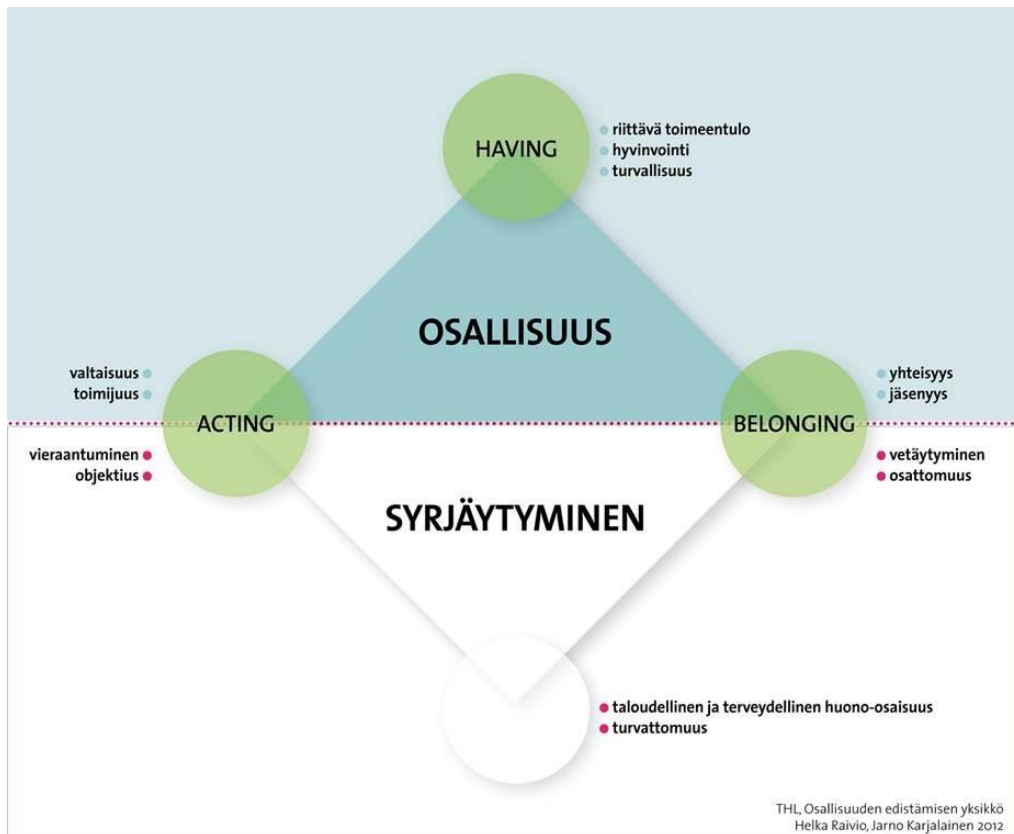 HAVING
riittävä toimeentulo
hyvinvointi
turvallisuus
OSALLISUUS
valtaisuus
toimijuus
ACTING
vieraantuminen
objektius
yhteisyys
jäsenyys
BELONGING
vetäytyminen
osattomuus
SYRJÄYTYMINEN
taloudellinen ja terveydellinen huono-osaisuus
turvattomuus
THL, Osallisuuden edistämisen yksikkö
Helka Raivio, Jarno Karjalainen 2012